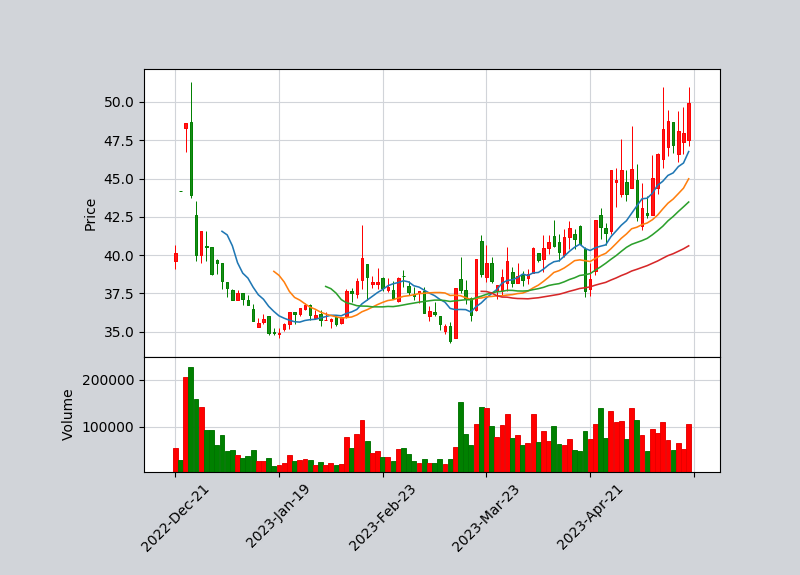 50.0
47.5
45.0
42.5
40.0
37.5
35.0
Price
200000
100000
Volume
2022-Dec-21
2023-Jan-19
2023-Feb-23
2023-Mar-23
2023-Apr-21